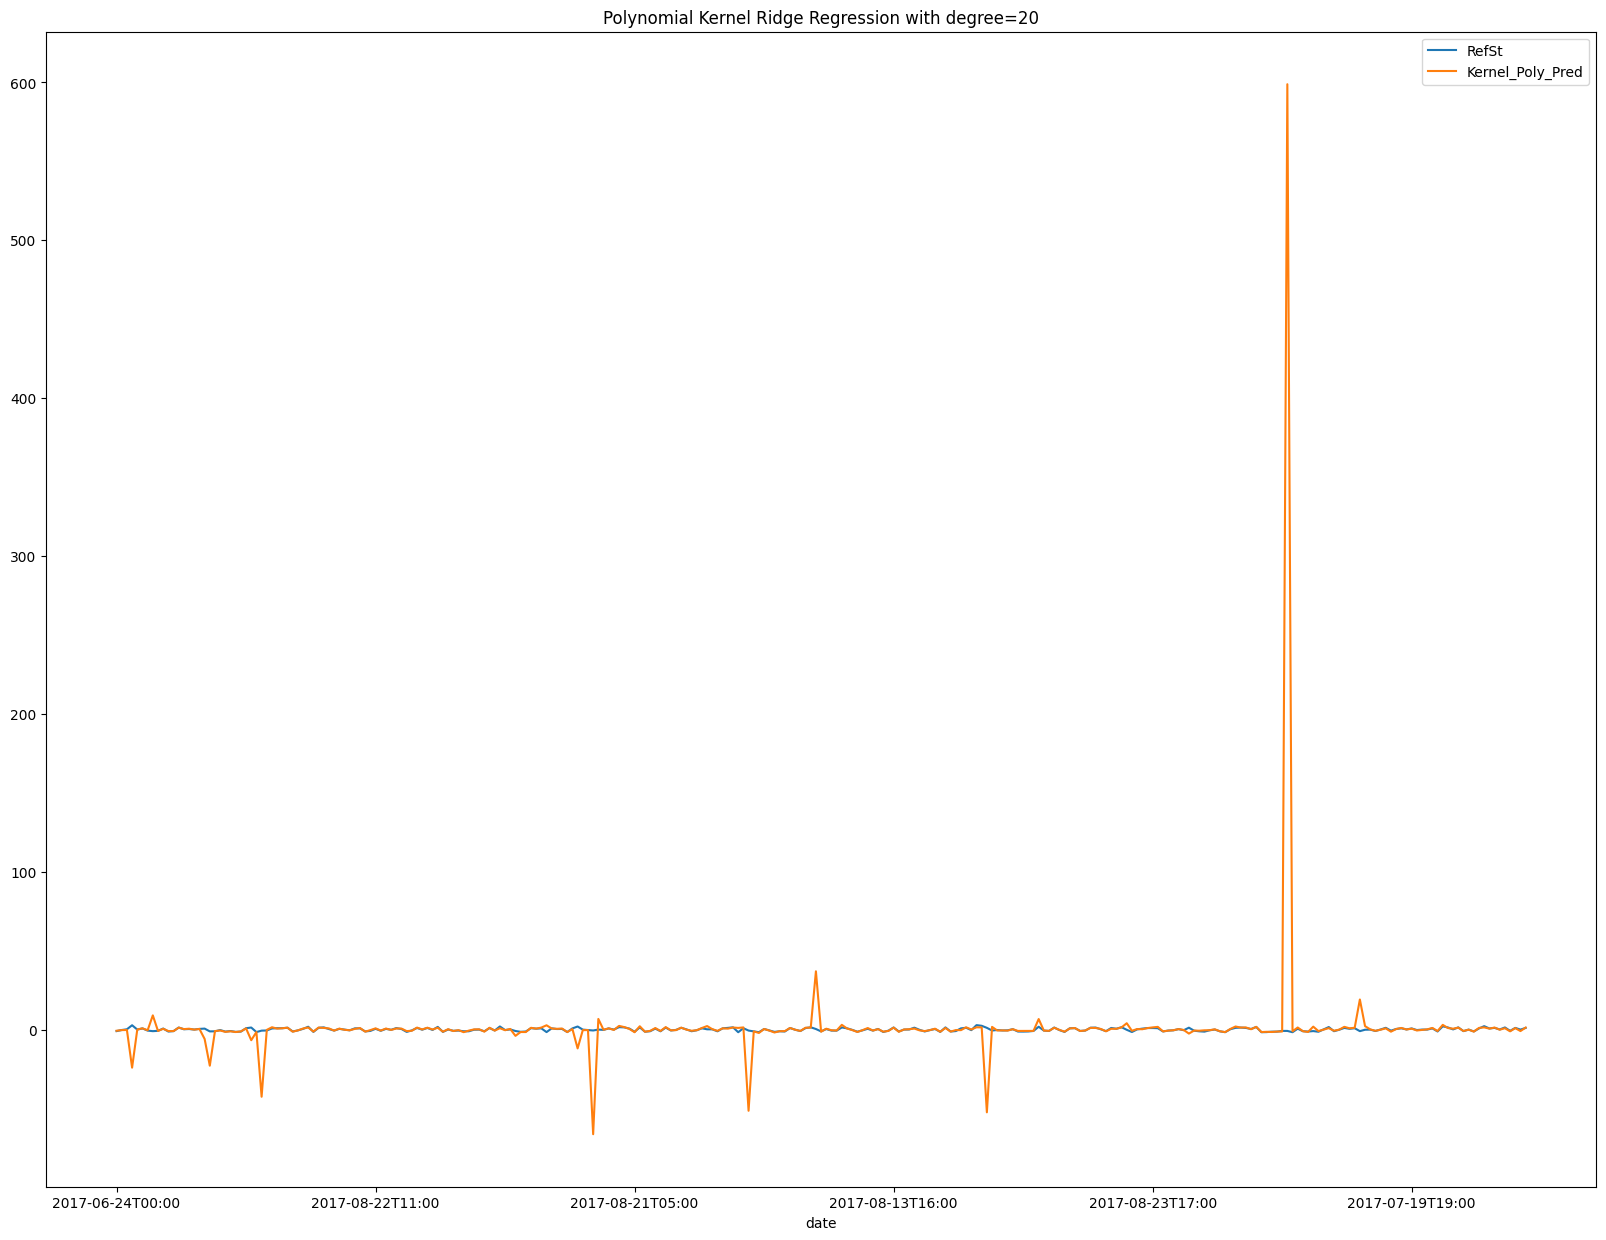 Polynomial Kernel Ridge Regression with degree=20
RefSt
Kernel_Poly_Pred
600
500
400
300
200
100
0
2017-06-24T00:00
2017-08-22T11:00
2017-08-21T05:00
2017-08-13T16:00
2017-08-23T17:00
2017-07-19T19:00
date